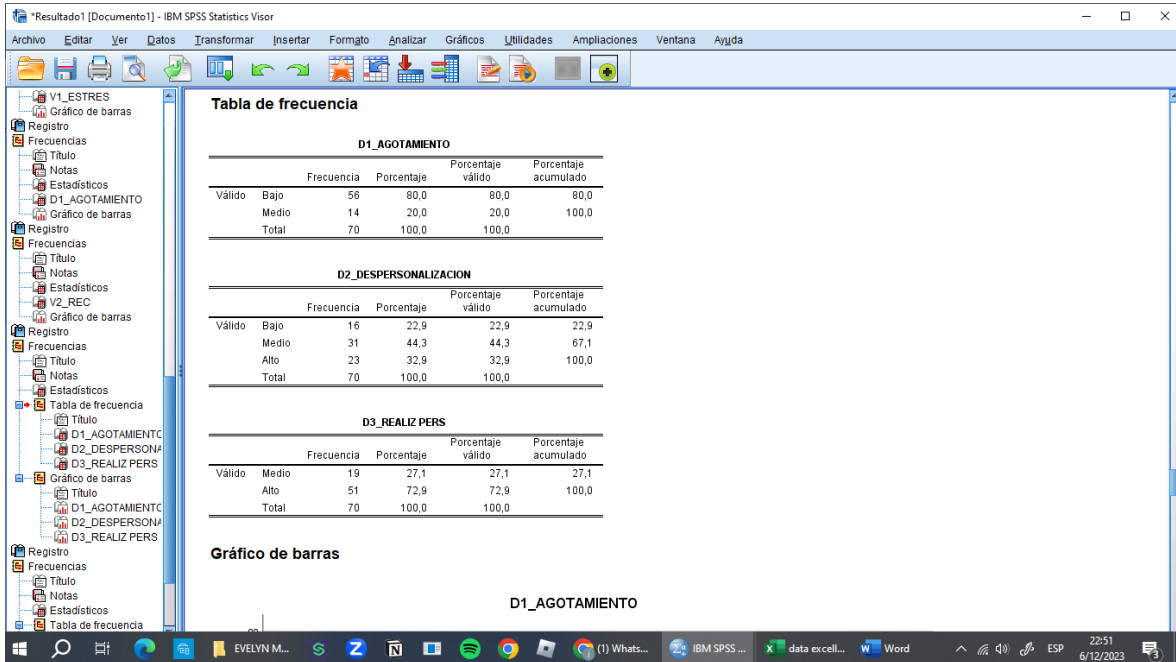 *Resultado1 [Documento1] - IBM SPSS Statistics Visor
Archivo Editar Ver Datos Transformar Insertar Formato Analizar Gráficos Utilidades Ampliaciones Ventana Ayuda
V1_ESTRES
Gráfico de barras
Registro
Frecuencias
Título
Notas
Estadísticos
D1_AGOTAMIENTO
Gráfico de barras
Registro
Frecuencias
Título
Notas
Estadísticos
V2_REC
Gráfico de barras
Registro
Frecuencias
Título
Notas
Estadísticos
Tabla de frecuencia
Título
D1_AGOTAMIENTO
D2_DESPERSONA
D3_REALIZ PERS
Gráfico de barras
Título
D1_AGOTAMIENTO
D2_DESPERSONA
D3_REALIZ PERS
Registro
Frecuencias
Título
Notas
Estadísticos
Tabla de frecuencia
Tabla de frecuencia
D1_AGOTAMIENTO
Frecuencia Porcentaje Porcentaje válido Porcentaje acumulado
Válido Bajo 56 80,0 80,0 80,0
Medio 14 20,0 20,0 100,0
Total 70 100,0 100,0
D2_DESPERSONALIZACION
Frecuencia Porcentaje Porcentaje válido Porcentaje acumulado
Válido Bajo 16 22,9 22,9 22,9
Medio 31 44,3 44,3 67,1
Alto 23 32,9 32,9 100,0
Total 70 100,0 100,0
D3_REALIZ PERS
Frecuencia Porcentaje Porcentaje válido Porcentaje acumulado
Válido Medio 19 27,1 27,1 27,1
Alto 51 72,9 72,9 100,0
Total 70 100,0 100,0
Gráfico de barras
D1_AGOTAMIENTO
EVELYN M... (1) Whats... IBM SPSS ... data excell... Word ESP
22:51
6/12/2023